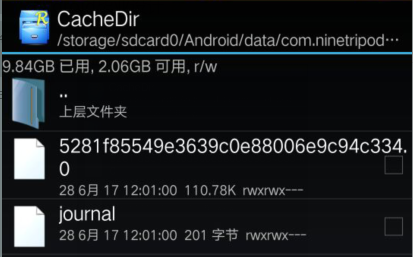 CacheDir
/storage/sdcard0/Android/data/com.ninetripod…
9.84GB 已用, 2.06GB 可用, r/w
..
上层文件夹
5281f85549e3639c0e88006e9c94c334.
0
28 6月 17 12:01:00 110.78K rwxrwx---
journal
28 6月 17 12:01:00 201 字节 rwxrwx---